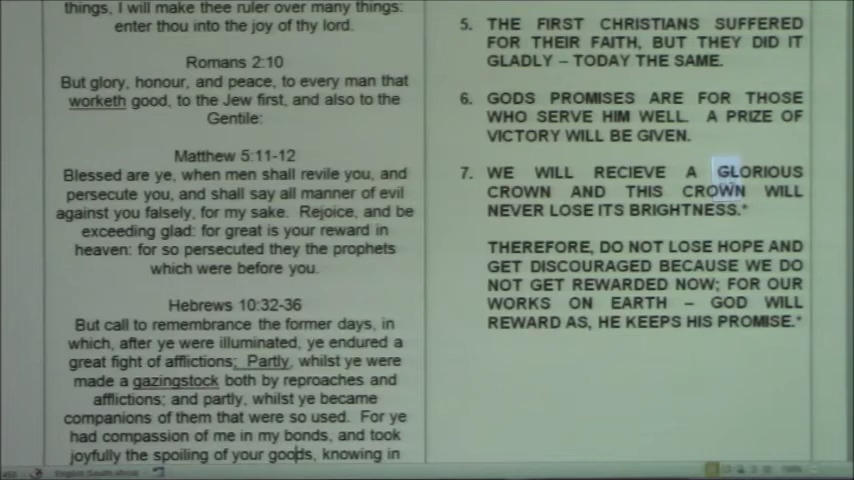 things, I will make thee ruler over many things:
enter thou into the joy of thy lord.
Romans 2:10
But glory, honour, and peace, to every man that
worketh good, to the Jew first, and also to the
Gentile:
Matthew 5:11-12
Blessed are ye, when men shall revile you, and
persecute you, and shall say all manner of evil
against you falsely, for my sake. Rejoice, and be
exceeding glad: for great is your reward in
heaven: for so persecuted they the prophets
which were before you.
Hebrews 10:32-36
But call to remembrance the former days, in
which, after ye were illuminated, ye endured a
great fight of afflictions; Partly, whilst ye were
made a gazingstock both by reproaches and
afflictions; and partly, whilst ye became
companions of them that were so used. For ye
had compassion of me in my bonds, and took
joyfully the spoiling of your goods, knowing in
5. THE FIRST CHRISTIANS SUFFERED
FOR THEIR FAITH, BUT THEY DID IT
GLADLY – TODAY THE SAME.
6. GODS PROMISES ARE FOR THOSE
WHO SERVE HIM WELL. A PRIZE OF
VICTORY WILL BE GIVEN.
7. WE WILL RECIEVE A GLORIOUS
CROWN AND THIS CROWN WILL
NEVER LOSE ITS BRIGHTNESS.*
THEREFORE, DO NOT LOSE HOPE AND
GET DISCOURAGED BECAUSE WE DO
NOT GET REWARDED NOW; FOR OUR
WORKS ON EARTH – GOD WILL
REWARD AS, HE KEEPS HIS PROMISE.*
English (South Africa)